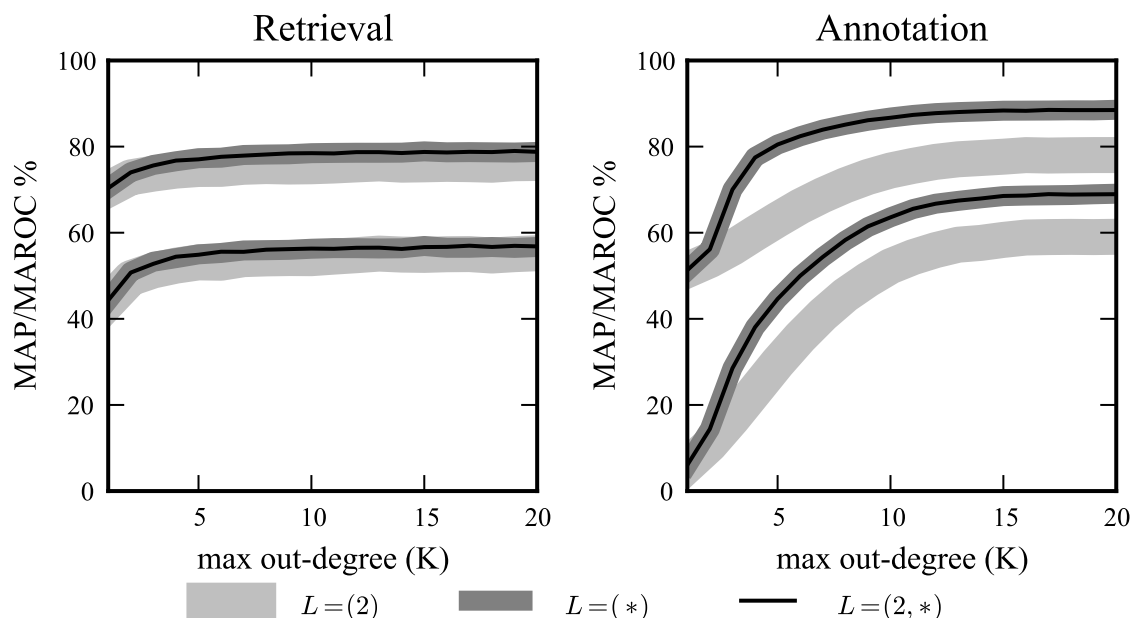 Retrieval
Annotation
MAP/MAROC %
100
80
60
40
20
0
5
10
15
20
max out-degree (K)
MAP/MAROC %
100
80
60
40
20
0
5
10
15
20
max out-degree (K)
L=(2)
L=(∗)
L=(2,∗)